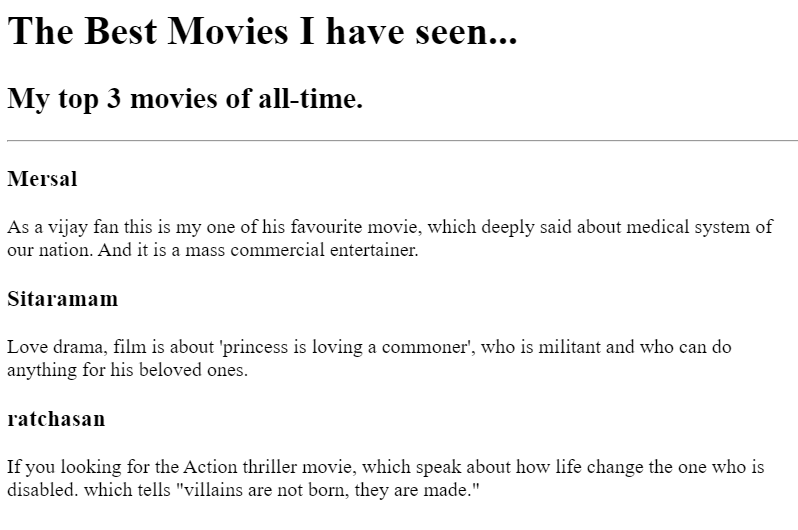 The Best Movies I have seen...
My top 3 movies of all-time.
Mersal
As a vijay fan this is my one of his favourite movie, which deeply said about medical system of
our nation. And it is a mass commercial entertainer.
Sitaramam
Love drama, film is about 'princess is loving a commoner', who is militant and who can do
anything for his beloved ones.
ratchasan
If you looking for the Action thriller movie, which speak about how life change the one who is
disabled. which tells "villains are not born, they are made."